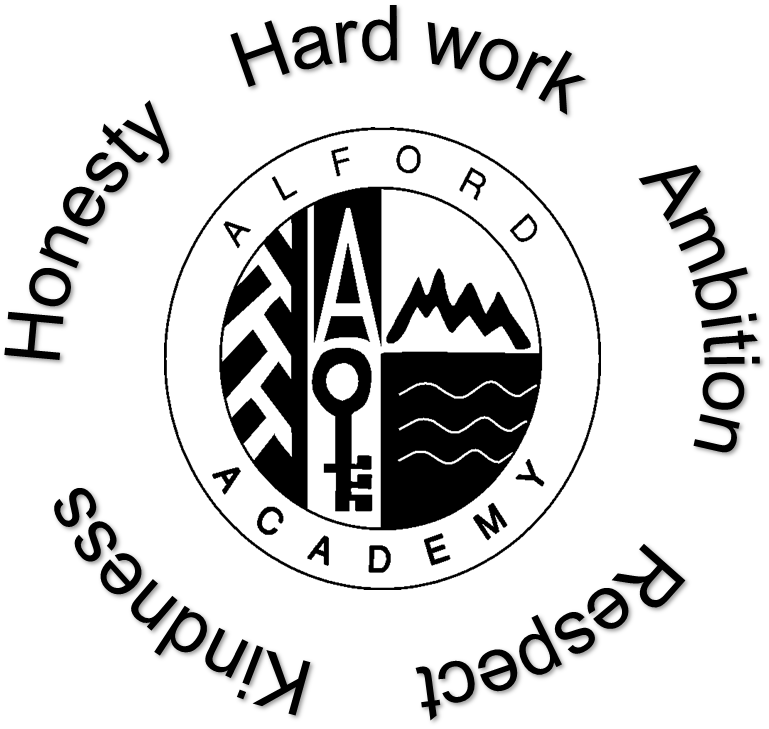 Hard work
Ambition
Respect
Kindness
Honesty
ALFORD
ACADEMY
A